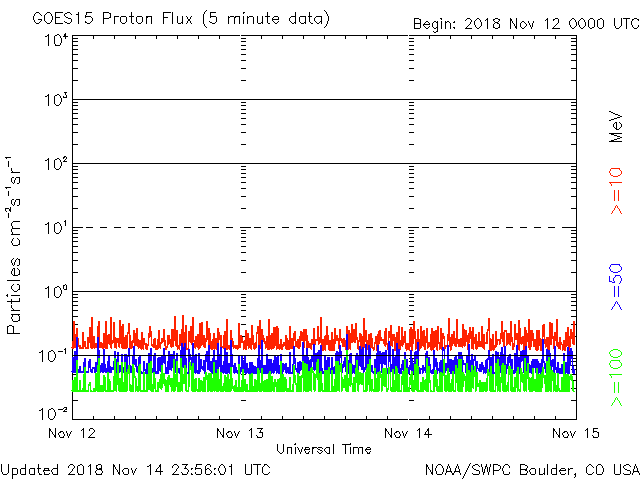 GOES15 Proton Flux (5 minute data)
Begin: 2018 Nov 12 0000 UTC
Particles cm⁻²s⁻¹sr⁻¹
10⁴
10³
10²
10¹
10⁰
10⁻¹
10⁻²
Nov 12
Nov 13
Nov 14
Nov 15
Universal Time
MeV
>=10
>=50
>=100
Updated 2018 Nov 14 23:56:01 UTC
NOAA/SWPC Boulder, CO USA